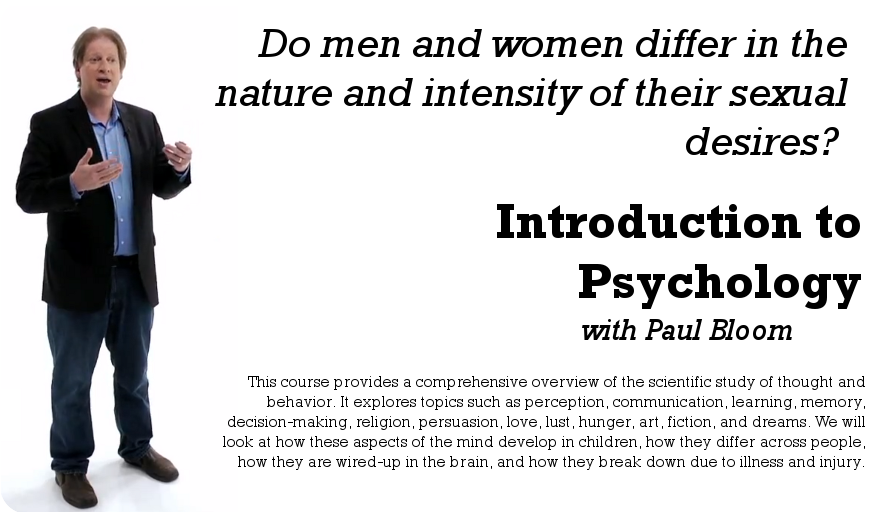 Do men and women differ in the
nature and intensity of their sexual
desires?
Introduction to
Psychology
with Paul Bloom
This course provides a comprehensive overview of the scientific study of thought and
behavior. It explores topics such as perception, communication, learning, memory,
decision-making, religion, persuasion, love, lust, hunger, art, fiction, and dreams. We will
look at how these aspects of the mind develop in children, how they differ across people,
how they are wired-up in the brain, and how they break down due to illness and injury.